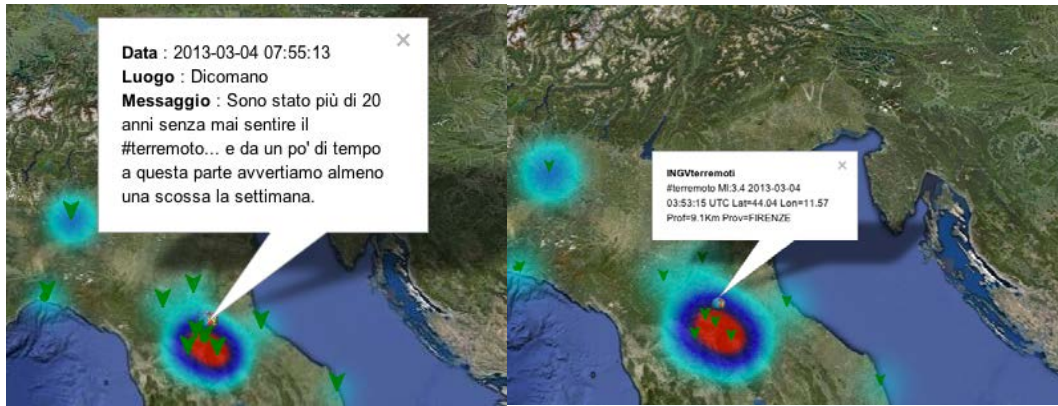 Data : 2013-03-04 07:55:13
Luogo : Dicomano
Messaggio : Sono stato più di 20
anni senza mai sentire il
#terremoto... e da un po' di tempo
a questa parte avvertiamo almeno
una scossa la settimana.
INGVterremoti
#terremoto Ml:3.4 2013-03-04
03:53:15 UTC Lat=44.04 Lon=11.57
Prof=9.1Km Prov=FIRENZE